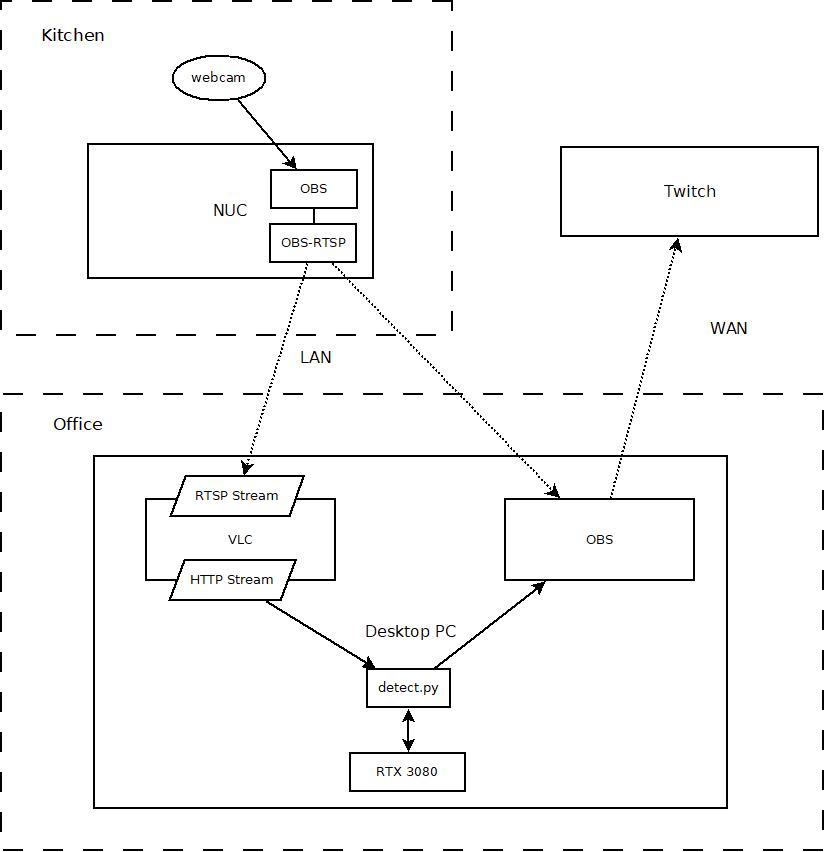 Kitchen
webcam
OBS
NUC
OBS-RTSP
Twitch
WAN
LAN
Office
RTSP Stream
VLC
OBS
HTTP Stream
Desktop PC
detect.py
RTX 3080